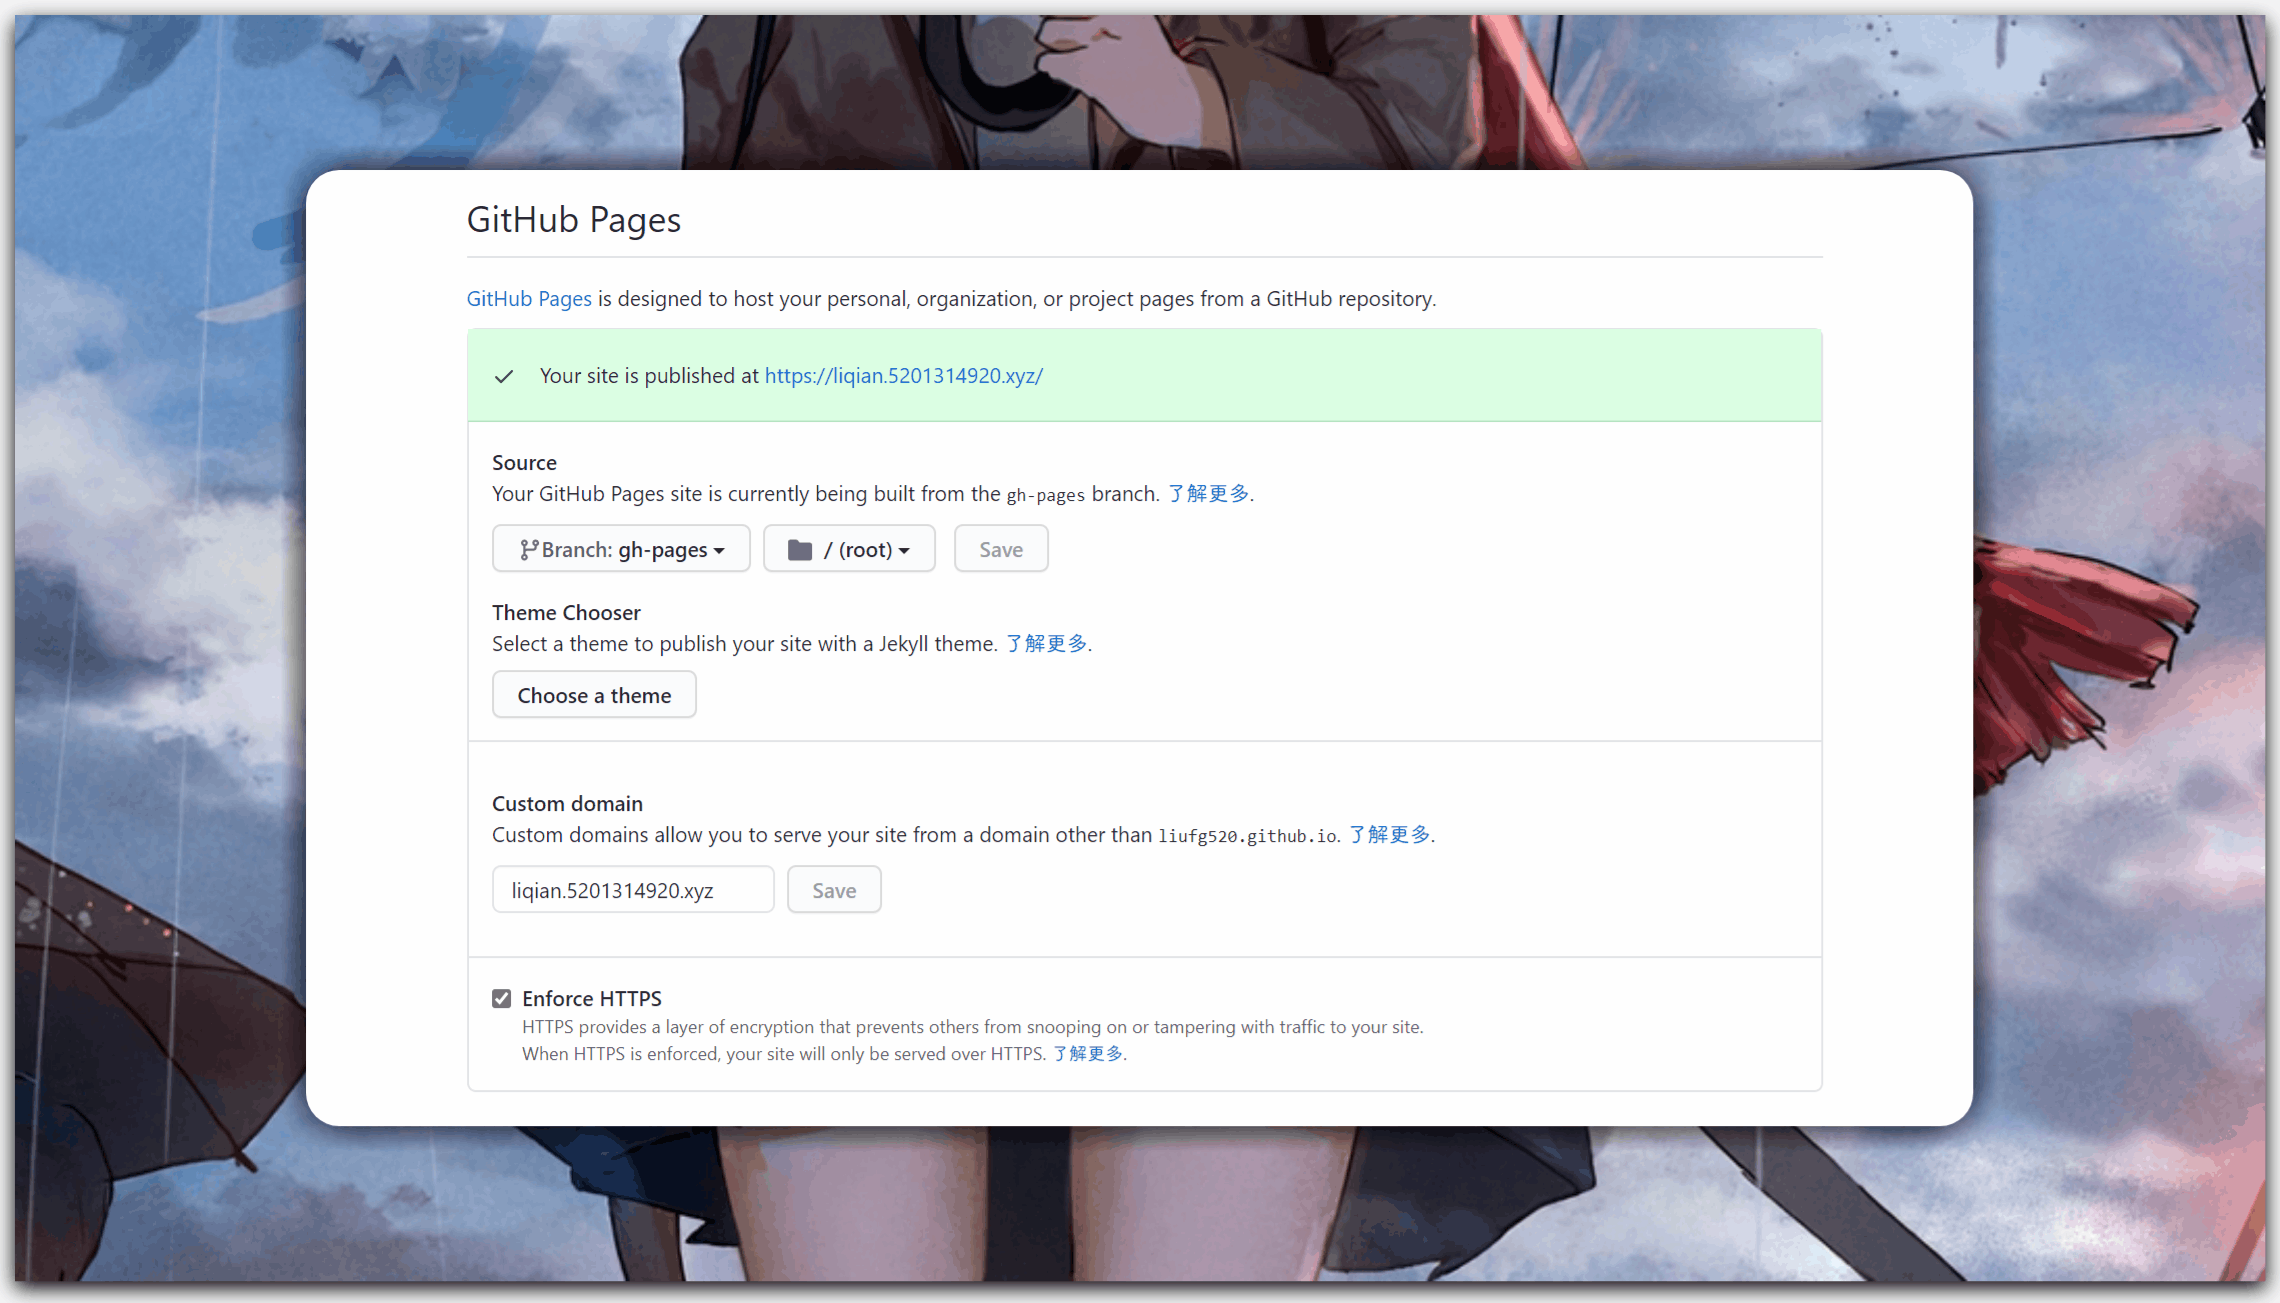 GitHub Pages
GitHub Pages is designed to host your personal, organization, or project pages from a GitHub repository.
Your site is published at https://liqian.5201314920.xyz/
Source
Your GitHub Pages site is currently being built from the gh-pages branch. 了解更多.
Branch: gh-pages / (root) Save
Theme Chooser
Select a theme to publish your site with a Jekyll theme. 了解更多.
Choose a theme
Custom domain
Custom domains allow you to serve your site from a domain other than liufg520.github.io. 了解更多.
liqian.5201314920.xyz Save
Enforce HTTPS
HTTPS provides a layer of encryption that prevents others from snooping on or tampering with traffic to your site.
When HTTPS is enforced, your site will only be served over HTTPS. 了解更多.